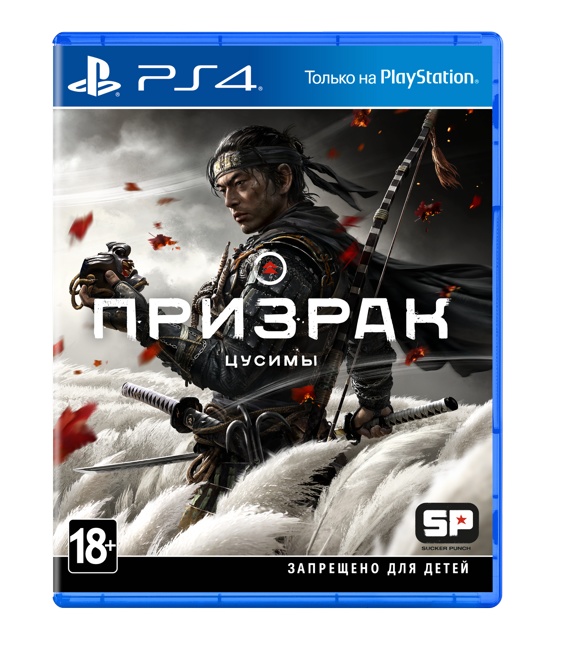 PS4
Только на PlayStation
ПРИЗРАК
ЦУСИМЫ
SP
SUCKER PUNCH
18+
ЗАПРЕЩЕНО ДЛЯ ДЕТЕЙ